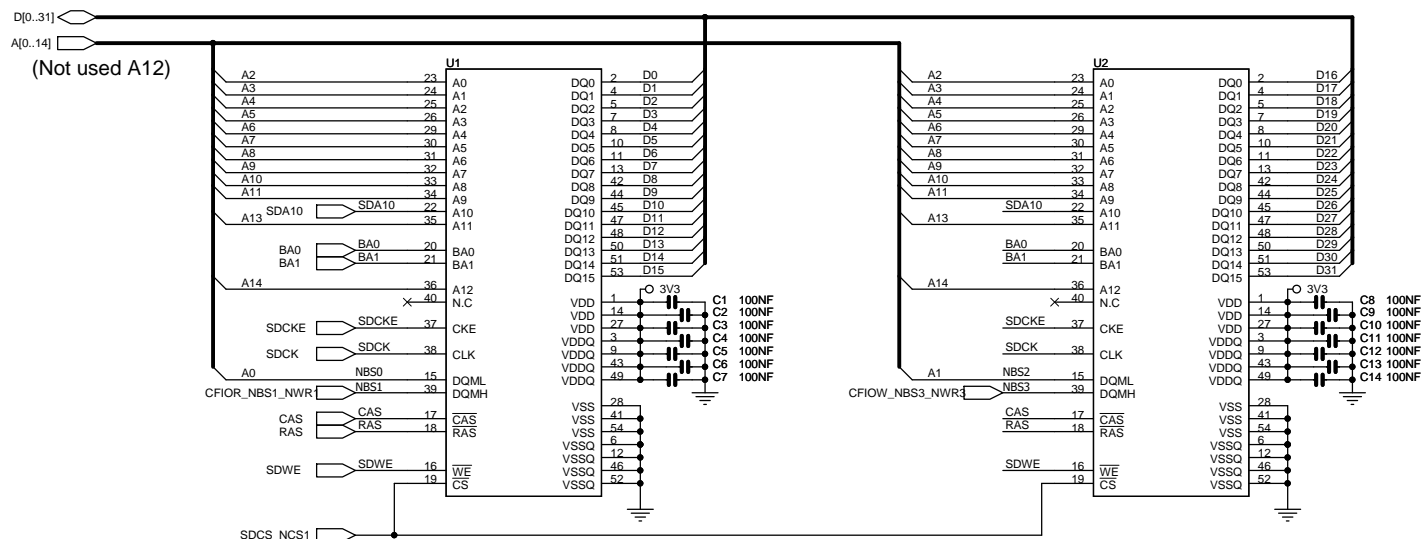 D[0..31]
A[0..14]
(Not used A12)
U1
A2 23 A0 DQ0 2 D0
A3 24 A1 DQ1 4 D1
A4 25 A2 DQ2 5 D2
A5 26 A3 DQ3 7 D3
A6 29 A4 DQ4 8 D4
A7 30 A5 DQ5 10 D5
A8 31 A6 DQ6 11 D6
A9 32 A7 DQ7 13 D7
A10 33 A8 DQ8 42 D8
A11 34 A9 DQ9 44 D9
SDA10 SDA10 22 A10 DQ10 45 D10
A13 35 A11 DQ11 47 D11
DQ12 48 D12
BA0 BA0 20 BA0 DQ13 50 D13
BA1 BA1 21 BA1 DQ14 51 D14
DQ15 53 D15
A14 36 A12 3V3
40 N.C VDD 1 C1 100NF
VDD 14 C2 100NF
SDCKE SDCKE 37 CKE VDD 27 C3 100NF
VDDQ 3 C4 100NF
SDCK SDCK 38 CLK VDDQ 9 C5 100NF
VDDQ 43 C6 100NF
A0 NBS0 15 DQML VDDQ 49 C7 100NF
CFIOR_NBS1_NWR1 NBS1 39 DQMH
VSS 28
CAS CAS 17 CAS VSS 41
RAS RAS 18 RAS VSS 54
VSSQ 6
VSSQ 12
SDWE SDWE 16 WE VSSQ 46
19 CS VSSQ 52
SDCS_NCS1
U2
A2 23 A0 DQ0 2 D16
A3 24 A1 DQ1 4 D17
A4 25 A2 DQ2 5 D18
A5 26 A3 DQ3 7 D19
A6 29 A4 DQ4 8 D20
A7 30 A5 DQ5 10 D21
A8 31 A6 DQ6 11 D22
A9 32 A7 DQ7 13 D23
A10 33 A8 DQ8 42 D24
A11 34 A9 DQ9 44 D25
SDA10 22 A10 DQ10 45 D26
A13 35 A11 DQ11 47 D27
DQ12 48 D28
BA0 20 BA0 DQ13 50 D29
BA1 21 BA1 DQ14 51 D30
DQ15 53 D31
A14 36 A12 3V3
40 N.C VDD 1 C8 100NF
VDD 14 C9 100NF
SDCKE 37 CKE VDD 27 C10 100NF
VDDQ 3 C11 100NF
SDCK 38 CLK VDDQ 9 C12 100NF
VDDQ 43 C13 100NF
A1 NBS2 15 DQML VDDQ 49 C14 100NF
CFIOW_NBS3_NWR3 NBS3 39 DQMH
VSS 28
CAS 17 CAS VSS 41
RAS 18 RAS VSS 54
VSSQ 6
VSSQ 12
SDWE 16 WE VSSQ 46
19 CS VSSQ 52